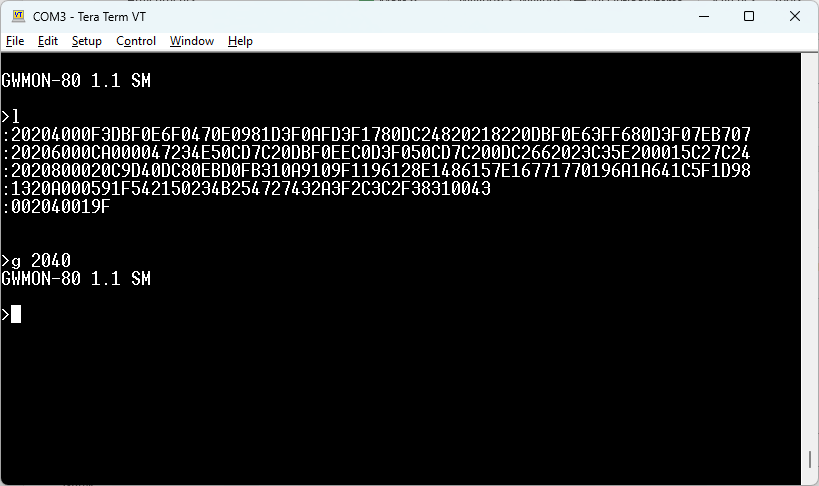 COM3 - Tera Term VT
File Edit Setup Control Window Help
GWMON-80 1.1 SM
>l
:20204000F3DBF0E6F0470E0981D3F0AFD3F1780DC24820218220DBF0E63FF680D3F07EB707
:20206000CA000047234E50CD7C20DBF0EEC0D3F050CD7C200DC2662023C35E200015C27C24
:2020800020C9D40DC80EBD0FB310A9109F1196128E1486157E16771770196A1A641C5F1D98
:1320A000591F542150234B254727432A3F2C3C2F38310043
:002040019F
>g 2040
GWMON-80 1.1 SM
>